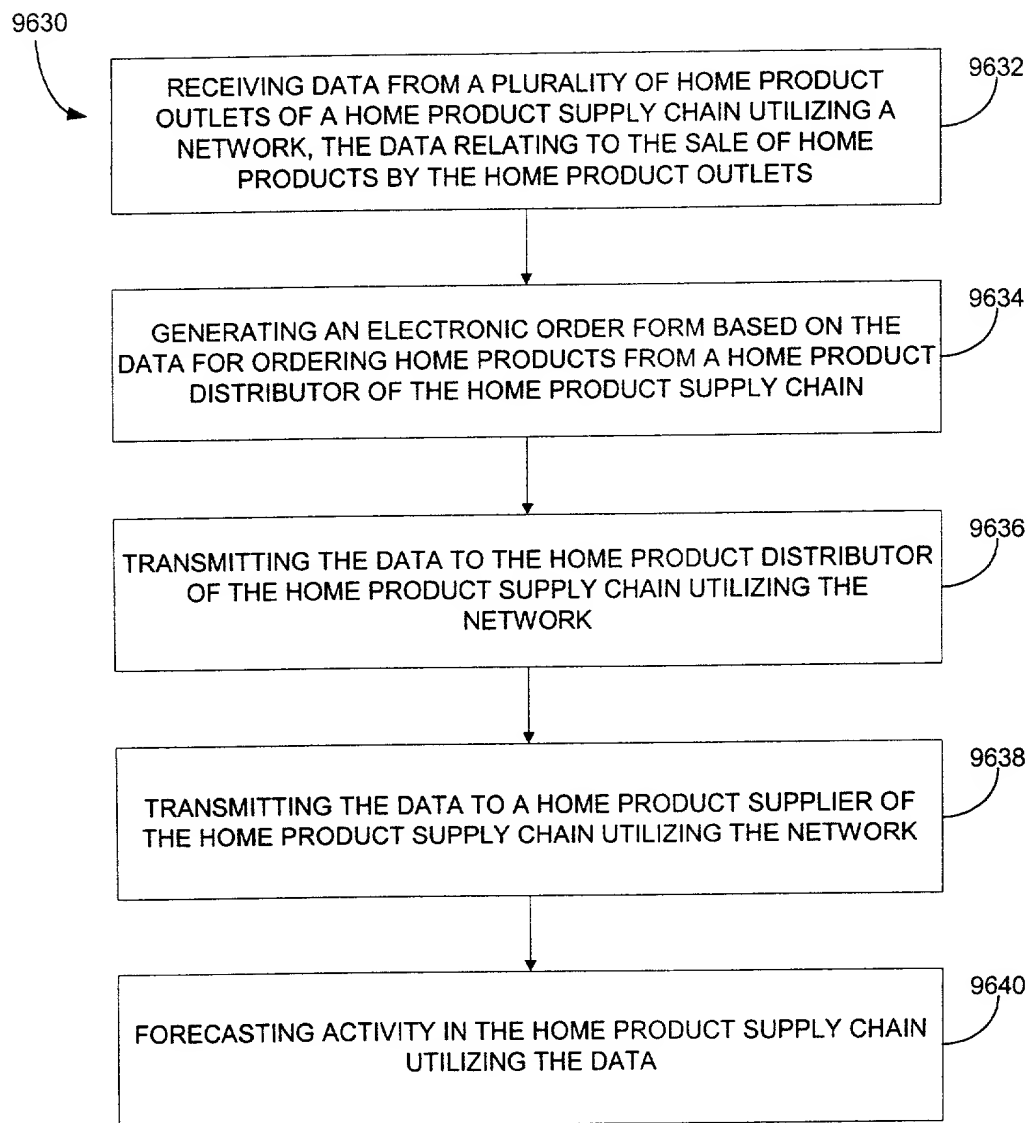 9630
9632
RECEIVING DATA FROM A PLURALITY OF HOME PRODUCT
OUTLETS OF A HOME PRODUCT SUPPLY CHAIN UTILIZING A
NETWORK, THE DATA RELATING TO THE SALE OF HOME
PRODUCTS BY THE HOME PRODUCT OUTLETS
9634
GENERATING AN ELECTRONIC ORDER FORM BASED ON THE
DATA FOR ORDERING HOME PRODUCTS FROM A HOME PRODUCT
DISTRIBUTOR OF THE HOME PRODUCT SUPPLY CHAIN
9636
TRANSMITTING THE DATA TO THE HOME PRODUCT DISTRIBUTOR
OF THE HOME PRODUCT SUPPLY CHAIN UTILIZING THE
NETWORK
9638
TRANSMITTING THE DATA TO A HOME PRODUCT SUPPLIER OF
THE HOME PRODUCT SUPPLY CHAIN UTILIZING THE NETWORK
9640
FORECASTING ACTIVITY IN THE HOME PRODUCT SUPPLY CHAIN
UTILIZING THE DATA